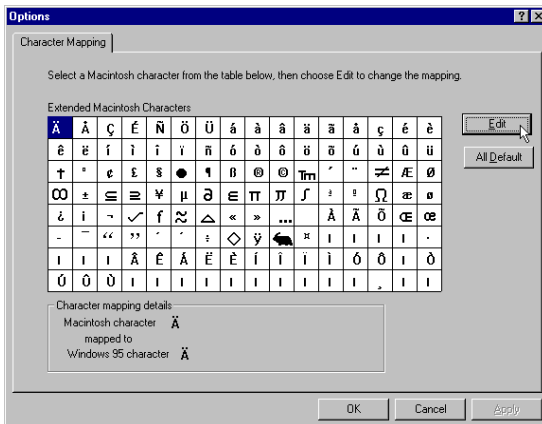 Options
Character Mapping
Select a Macintosh character from the table below, then choose Edit to change the mapping.
Extended Macintosh Characters
Ä Å Ç É Ñ Ö Ü á à â ä ã å ç é è
ê ë í ì î ï ñ ó ò ô ö õ ú ù û ü
† ° ¢ £ § ● ¶ ß ® © Tm ´ ¨ ≠ Æ Ø
∞ ± ≤ ≥ ¥ µ ∂ ∈ π π ∫ ª º Ω æ ø
¿ ¡ ¬ ✓ f ≈ △ « » ... À Ã Õ Œ œ
- ― “ ” ‘ ’ ÷ ◇ ÿ ¤ ı ı ı ·
ı ı ı Â Ê Á Ë È Í Î Ï Ì Ó Ô ı Ò
Ú Û Ù ı ı ı ı ı ı ı ı ı ı ¸ ı ı
Edit
All Default
Character mapping details
Macintosh character Ä
mapped to
Windows 95 character Ä
OK Cancel Apply